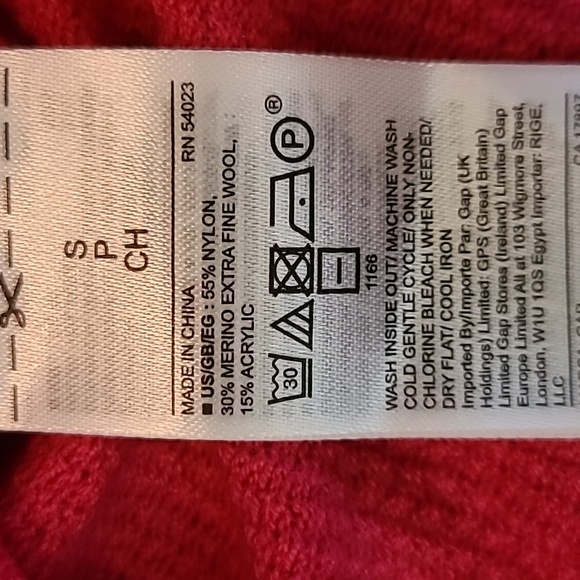 S
P
CH
MADE IN CHINA RN 54023
■ US/GB/EG : 55% NYLON,
30% MERINO EXTRA FINE WOOL,
15% ACRYLIC
30 P ®
1166
WASH INSIDE OUT/ MACHINE WASH
COLD GENTLE CYCLE/ ONLY NON-
CHLORINE BLEACH WHEN NEEDED/
DRY FLAT/ COOL IRON
Imported By/Importe Par: Gap (UK
Holdings) Limited; GPS (Great Britain)
Limited Gap Stores (Ireland) Limited Gap
Europe Limited All at 103 Wigmore Street,
London, W1U 1QS Egypt Importer: RIGE,
LLC